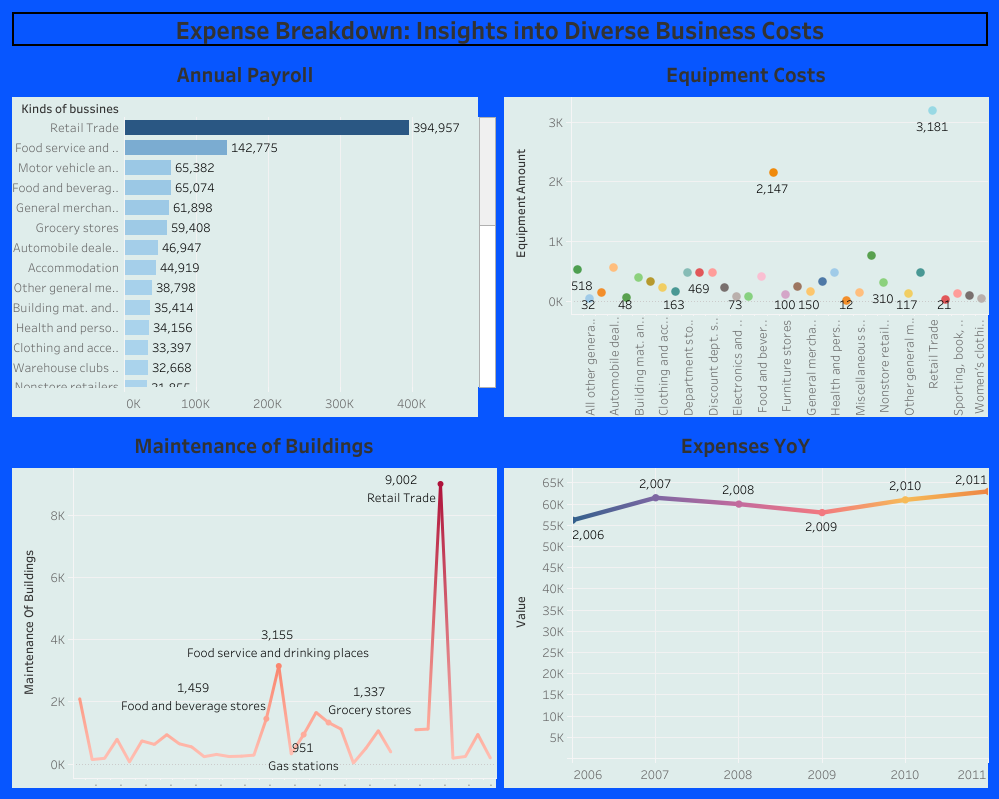 Expense Breakdown: Insights into Diverse Business Costs
Annual Payroll
Kinds of bussines
Retail Trade 394,957
Food service and .. 142,775
Motor vehicle an.. 65,382
Food and beverag.. 65,074
General merchan.. 61,898
Grocery stores 59,408
Automobile deale.. 46,947
Accommodation 44,919
Other general me.. 38,798
Building mat. and.. 35,414
Health and perso.. 34,156
Clothing and acce.. 33,397
Warehouse clubs .. 32,668
Nonstore retailers 31,855
0K 100K 200K 300K 400K
Equipment Costs
Equipment Amount
3K
2K
1K
0K
3,181
2,147
518
32
48
163
469
73
100
150
12
310
117
21
All other genera..
Automobile deal..
Building mat. an..
Clothing and acc..
Department sto..
Discount dept. s..
Electronics and ..
Food and bever..
Furniture stores
General mercha..
Health and pers..
Miscellaneous s..
Nonstore retail..
Other general m..
Retail Trade
Sporting, book, ..
Women's clothi..
Maintenance of Buildings
Maintenance Of Buildings
8K
6K
4K
2K
0K
9,002
Retail Trade
3,155
Food service and drinking places
1,459
Food and beverage stores
1,337
Grocery stores
951
Gas stations
Expenses YoY
Value
65K
60K
55K
50K
45K
40K
35K
30K
25K
20K
15K
10K
5K
2,006
2,007
2,008
2,009
2,010
2,011
2006 2007 2008 2009 2010 2011